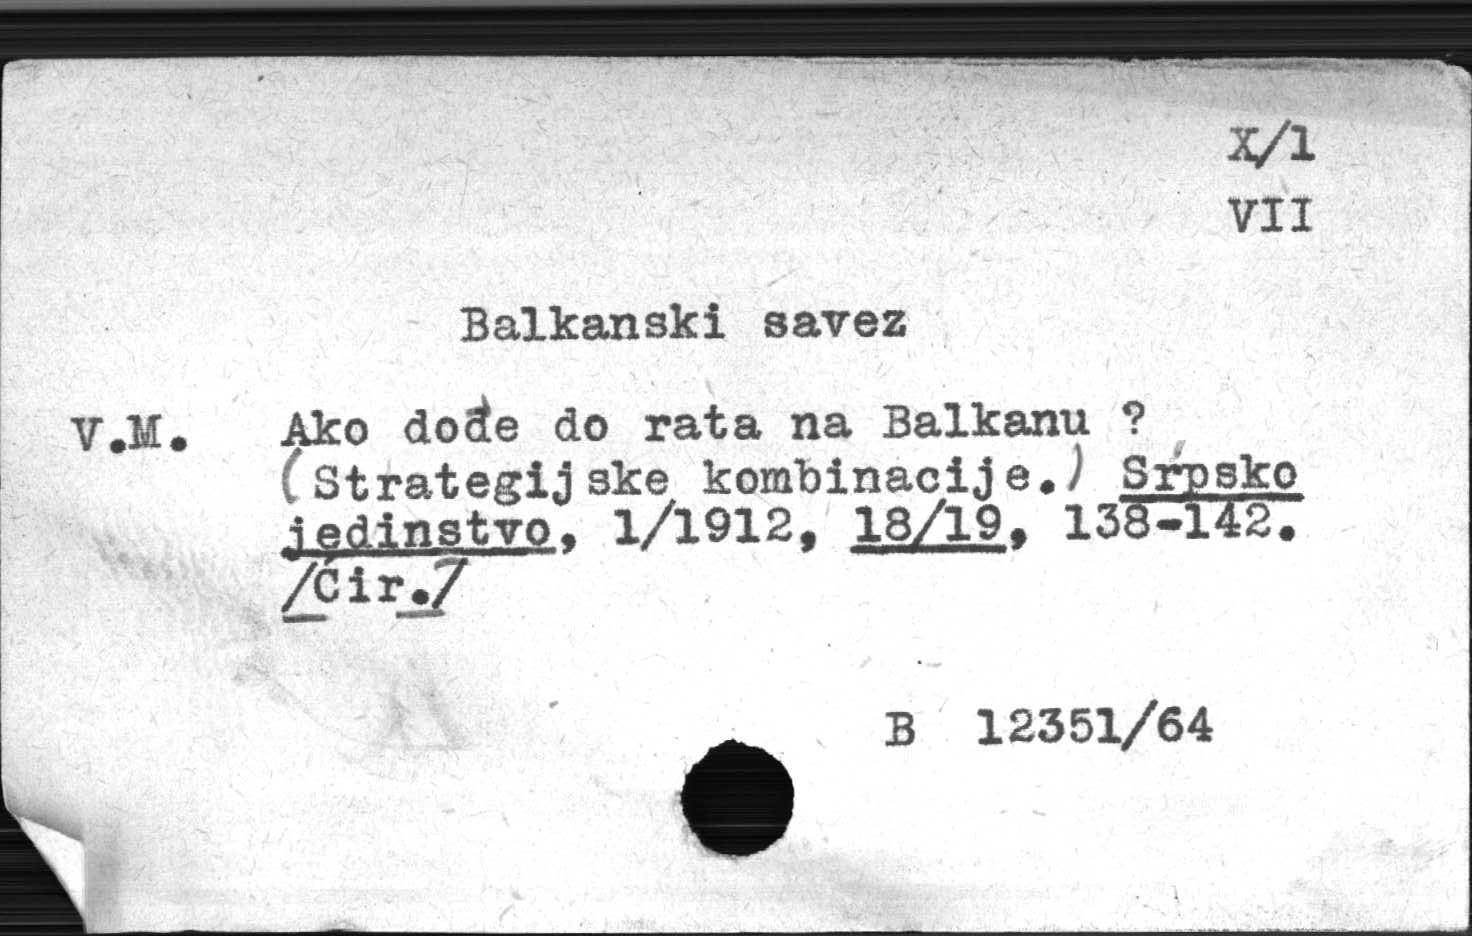 X/1
VII
Balkanski savez
V.M. Ako dođe do rata na Balkanu ?
(Strategijske kombinacije.) Srpsko
jedinstvo, 1/1912, 18/19, 138-142.
/Ćir./
B 12351/64